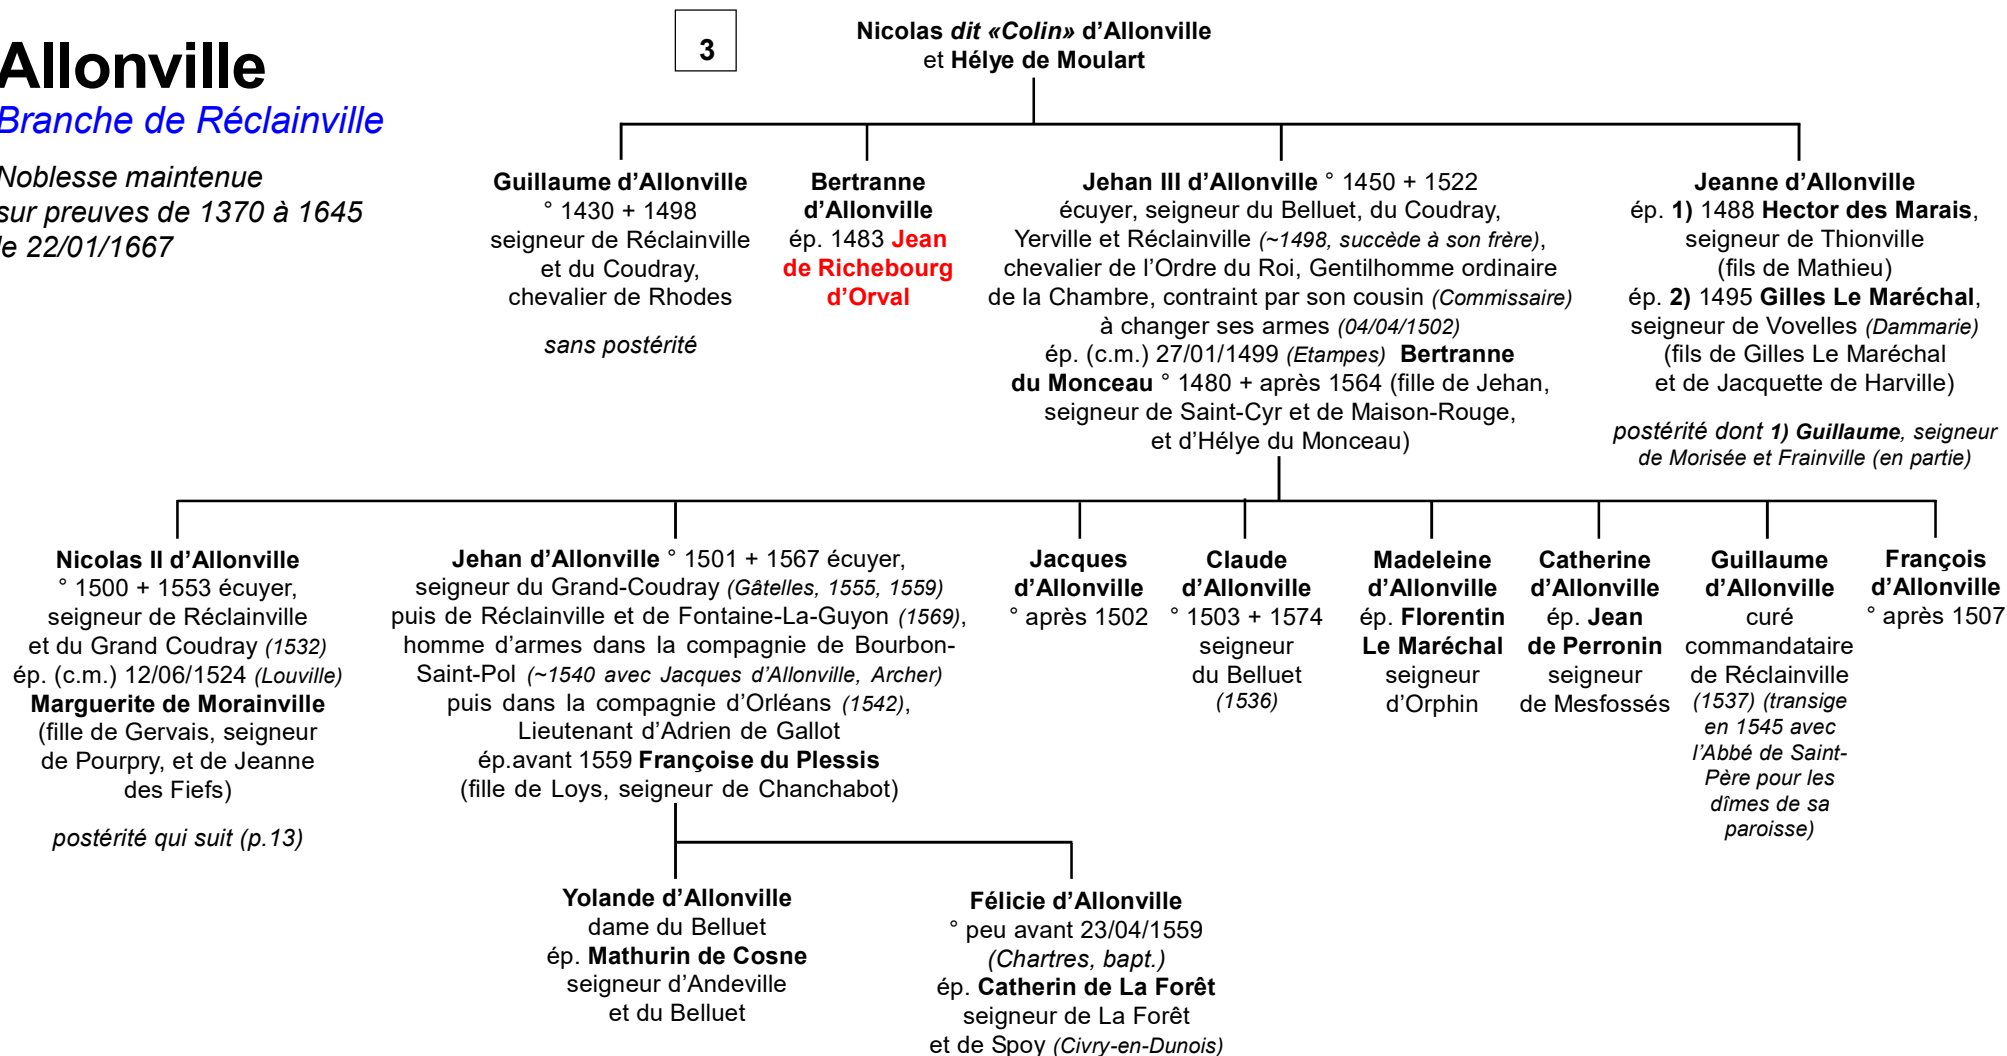 Allonville
Branche de Réclainville
Noblesse maintenue
sur preuves de 1370 à 1645
le 22/01/1667
3
Nicolas dit «Colin» d'Allonville
et Hélye de Moulart
Guillaume d'Allonville
° 1430 + 1498
seigneur de Réclainville
et du Coudray,
chevalier de Rhodes
sans postérité
Bertranne
d'Allonville
ép. 1483 Jean
de Richebourg
d'Orval
Jehan III d'Allonville ° 1450 + 1522
écuyer, seigneur du Belluet, du Coudray,
Yerville et Réclainville (~1498, succède à son frère),
chevalier de l'Ordre du Roi, Gentilhomme ordinaire
de la Chambre, contraint par son cousin (Commissaire)
à changer ses armes (04/04/1502)
ép. (c.m.) 27/01/1499 (Etampes) Bertranne
du Monceau ° 1480 + après 1564 (fille de Jehan,
seigneur de Saint-Cyr et de Maison-Rouge,
et d'Hélye du Monceau)
Jeanne d'Allonville
ép. 1) 1488 Hector des Marais,
seigneur de Thionville
(fils de Mathieu)
ép. 2) 1495 Gilles Le Maréchal,
seigneur de Vovelles (Dammarie)
(fils de Gilles Le Maréchal
et de Jacquette de Harville)
postérité dont 1) Guillaume, seigneur
de Morisée et Frainville (en partie)
Nicolas II d'Allonville
° 1500 + 1553 écuyer,
seigneur de Réclainville
et du Grand Coudray (1532)
ép. (c.m.) 12/06/1524 (Louville)
Marguerite de Morainville
(fille de Gervais, seigneur
de Pourpry, et de Jeanne
des Fiefs)
postérité qui suit (p.13)
Jehan d'Allonville ° 1501 + 1567 écuyer,
seigneur du Grand-Coudray (Gâtelles, 1555, 1559)
puis de Réclainville et de Fontaine-La-Guyon (1569),
homme d'armes dans la compagnie de Bourbon-
Saint-Pol (~1540 avec Jacques d'Allonville, Archer)
puis dans la compagnie d'Orléans (1542),
Lieutenant d'Adrien de Gallot
ép.avant 1559 Françoise du Plessis
(fille de Loys, seigneur de Chanchabot)
Jacques
d'Allonville
° après 1502
Claude
d'Allonville
° 1503 + 1574
seigneur
du Belluet
(1536)
Madeleine
d'Allonville
ép. Florentin
Le Maréchal
seigneur
d'Orphin
Catherine
d'Allonville
ép. Jean
de Perronin
seigneur
de Mesfossés
Guillaume
d'Allonville
curé
commandataire
de Réclainville
(1537) (transige
en 1545 avec
l'Abbé de Saint-
Père pour les
dîmes de sa
paroisse)
François
d'Allonville
° après 1507
Yolande d'Allonville
dame du Belluet
ép. Mathurin de Cosne
seigneur d'Andeville
et du Belluet
Félicie d'Allonville
° peu avant 23/04/1559
(Chartres, bapt.)
ép. Catherin de La Forêt
seigneur de La Forêt
et de Spoy (Civry-en-Dunois)